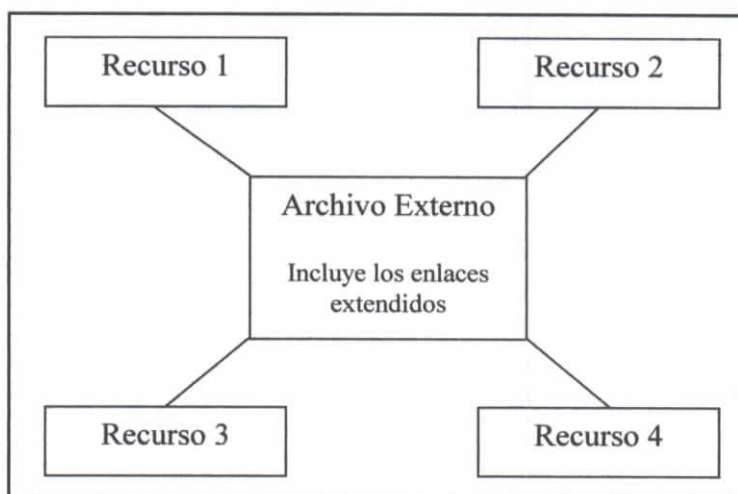 Recurso 1
Recurso 2
Archivo Externo
Incluye los enlaces
extendidos
Recurso 3
Recurso 4